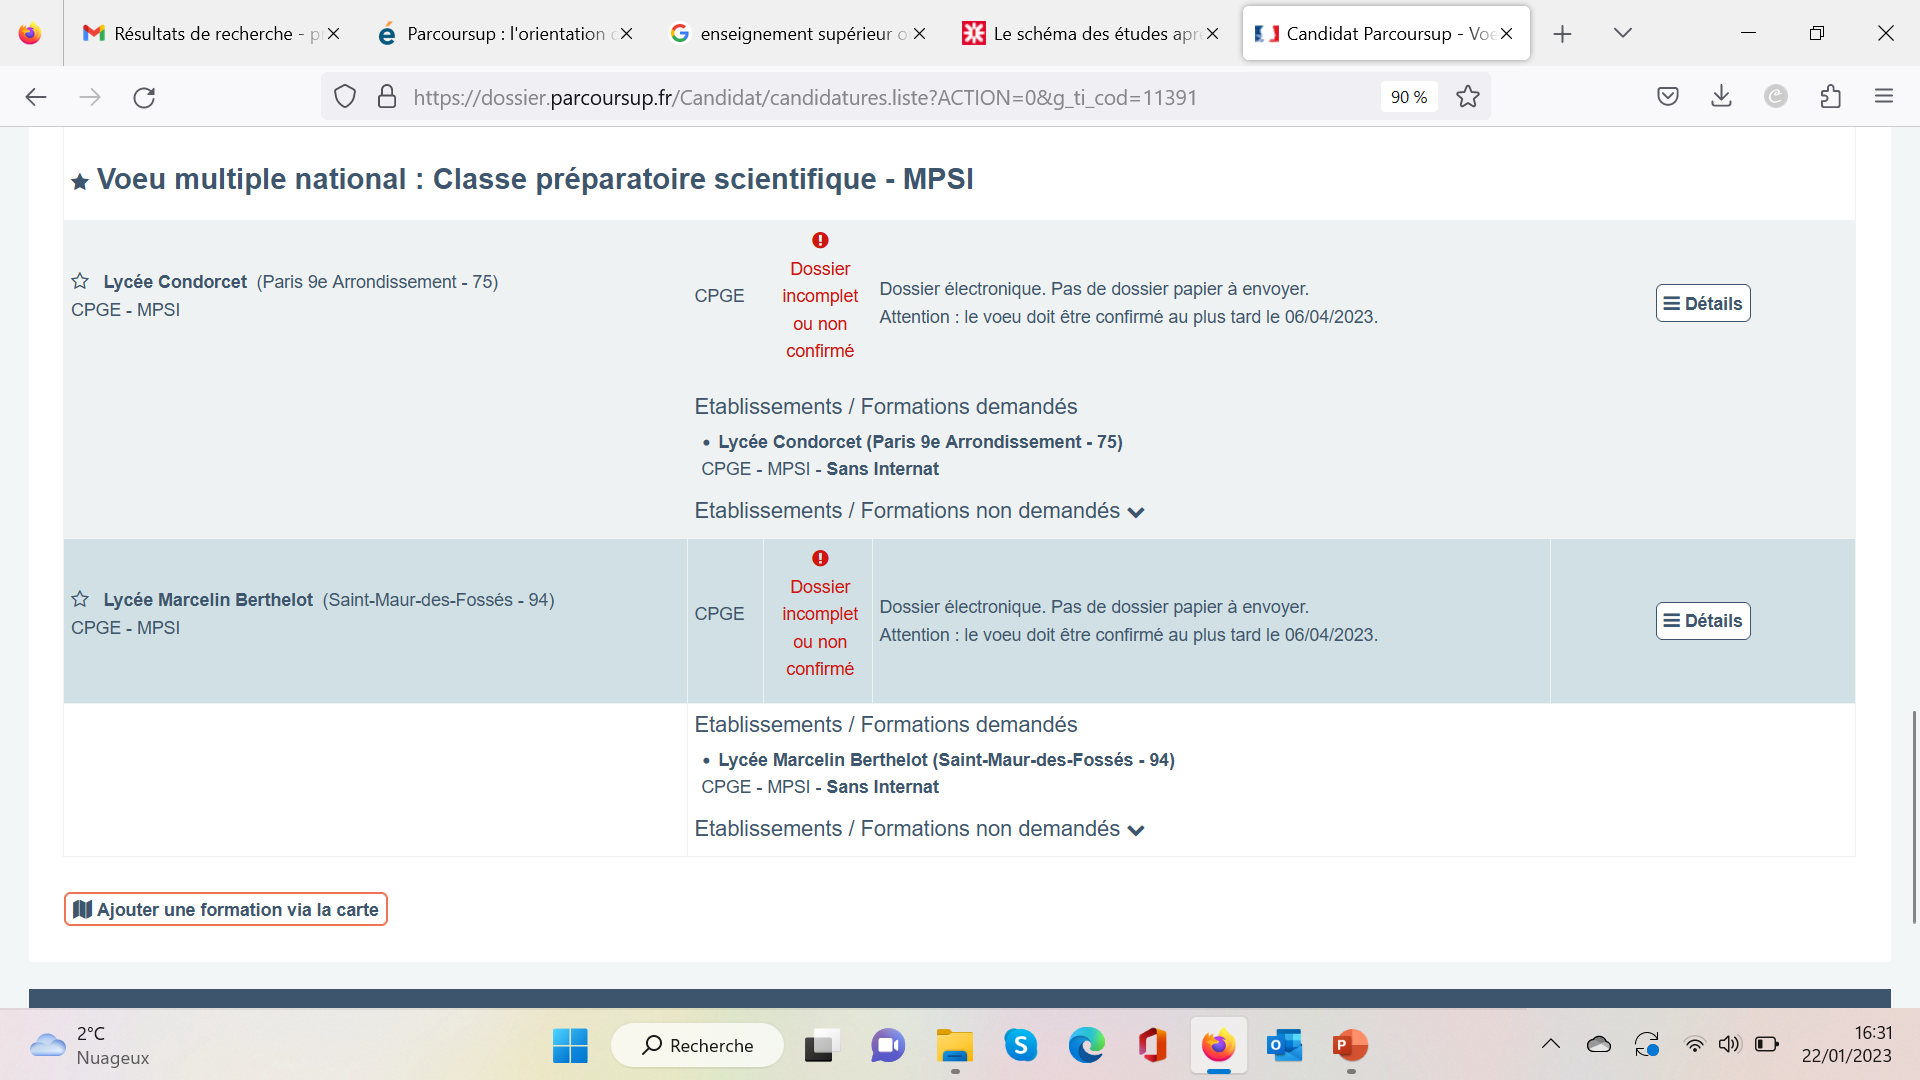 Résultats de recherche - p
Parcoursup : l'orientation
enseignement supérieur o
Le schéma des études apr
Candidat Parcoursup - Voe
https://dossier.parcoursup.fr/Candidat/candidatures.liste?ACTION=0&g_ti_cod=11391
90 %
Voeu multiple national : Classe préparatoire scientifique - MPSI
Lycée Condorcet (Paris 9e Arrondissement - 75)
CPGE - MPSI
CPGE
Dossier
incomplet
ou non
confirmé
Dossier électronique. Pas de dossier papier à envoyer.
Attention : le voeu doit être confirmé au plus tard le 06/04/2023.
Détails
Etablissements / Formations demandés
• Lycée Condorcet (Paris 9e Arrondissement - 75)
CPGE - MPSI - Sans Internat
Etablissements / Formations non demandés
Lycée Marcelin Berthelot (Saint-Maur-des-Fossés - 94)
CPGE - MPSI
CPGE
Dossier
incomplet
ou non
confirmé
Dossier électronique. Pas de dossier papier à envoyer.
Attention : le voeu doit être confirmé au plus tard le 06/04/2023.
Détails
Etablissements / Formations demandés
• Lycée Marcelin Berthelot (Saint-Maur-des-Fossés - 94)
CPGE - MPSI - Sans Internat
Etablissements / Formations non demandés
Ajouter une formation via la carte
2°C
Nuageux
Recherche
16:31
22/01/2023